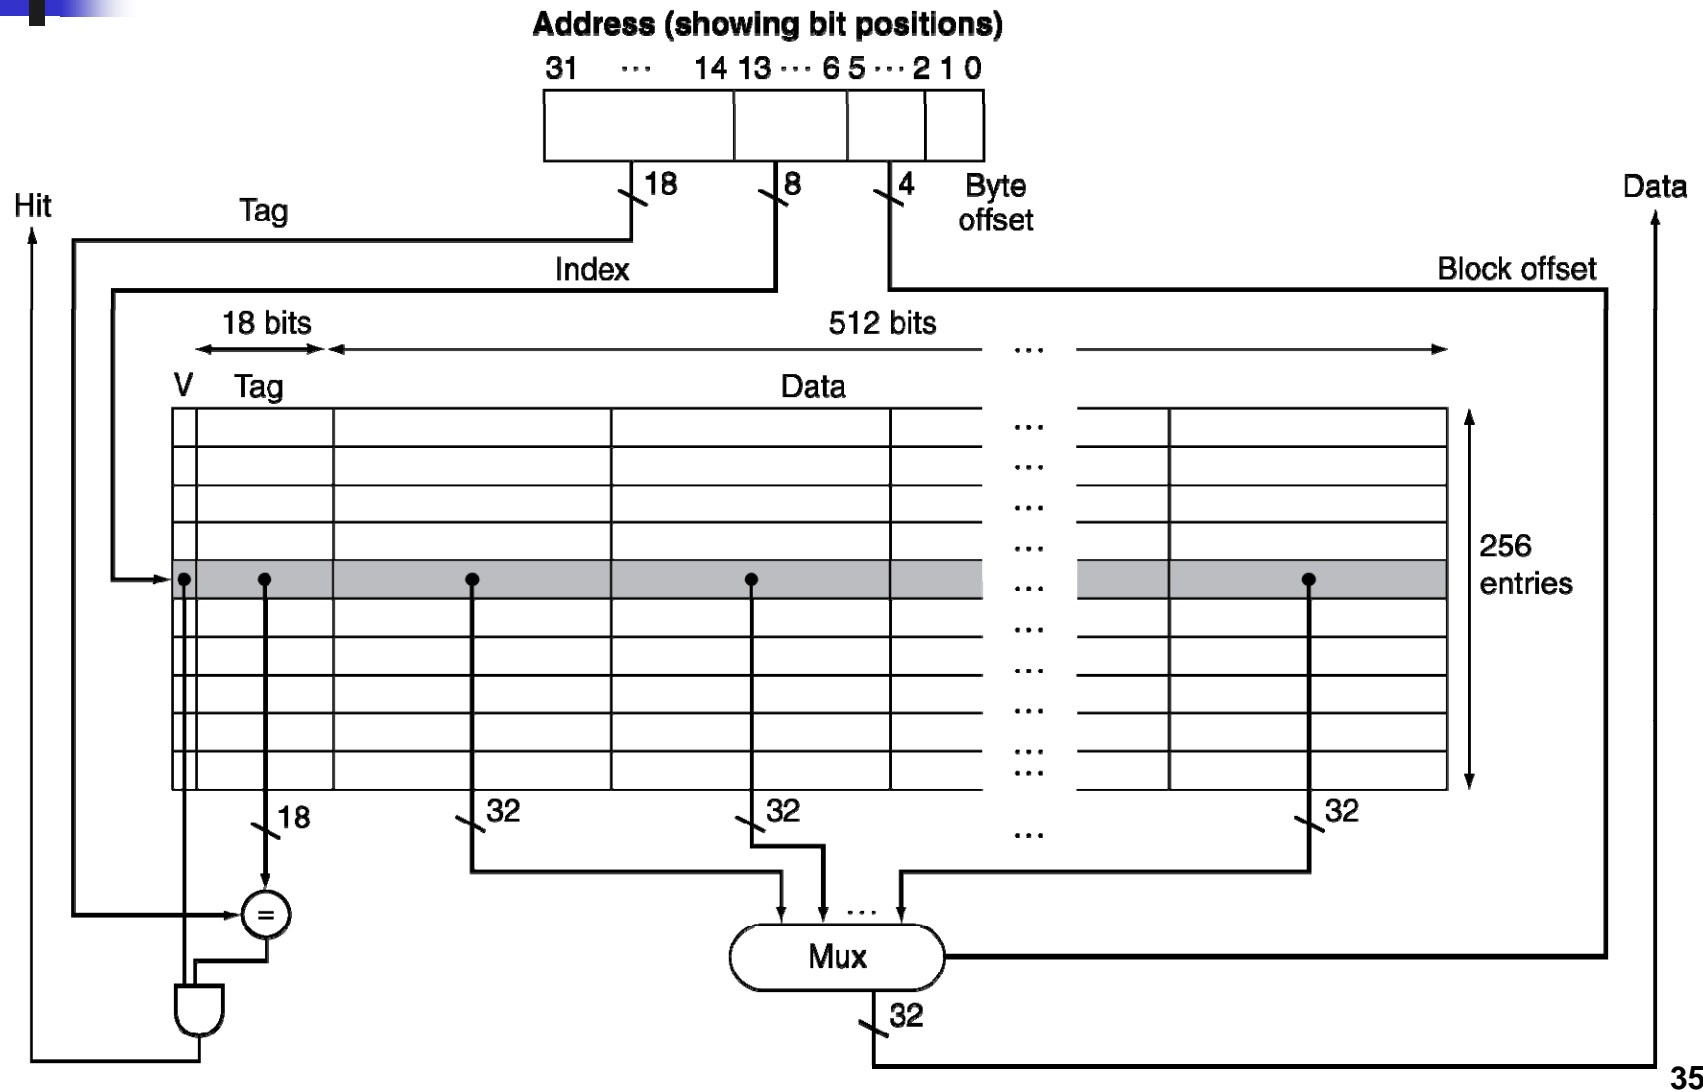 Address (showing bit positions)
31 ··· 14 13 ··· 6 5 ··· 2 1 0
18 8 4 Byte
offset
Hit
Tag
Data
Index
Block offset
18 bits
512 bits
...
V Tag Data
...
...
...
...
...
...
...
...
...
...
256
entries
18 32 32 ... 32
=
...
Mux
32
35